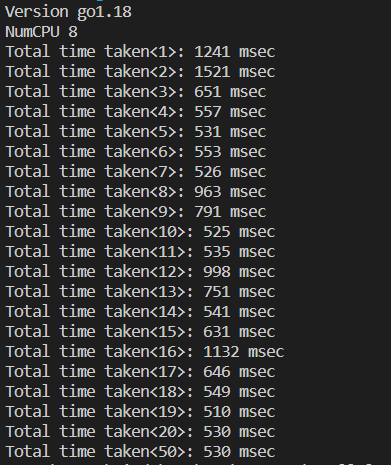 Version go1.18
NumCPU 8
Total time taken<1>: 1241 msec
Total time taken<2>: 1521 msec
Total time taken<3>: 651 msec
Total time taken<4>: 557 msec
Total time taken<5>: 531 msec
Total time taken<6>: 553 msec
Total time taken<7>: 526 msec
Total time taken<8>: 963 msec
Total time taken<9>: 791 msec
Total time taken<10>: 525 msec
Total time taken<11>: 535 msec
Total time taken<12>: 998 msec
Total time taken<13>: 751 msec
Total time taken<14>: 541 msec
Total time taken<15>: 631 msec
Total time taken<16>: 1132 msec
Total time taken<17>: 646 msec
Total time taken<18>: 549 msec
Total time taken<19>: 510 msec
Total time taken<20>: 530 msec
Total time taken<50>: 530 msec